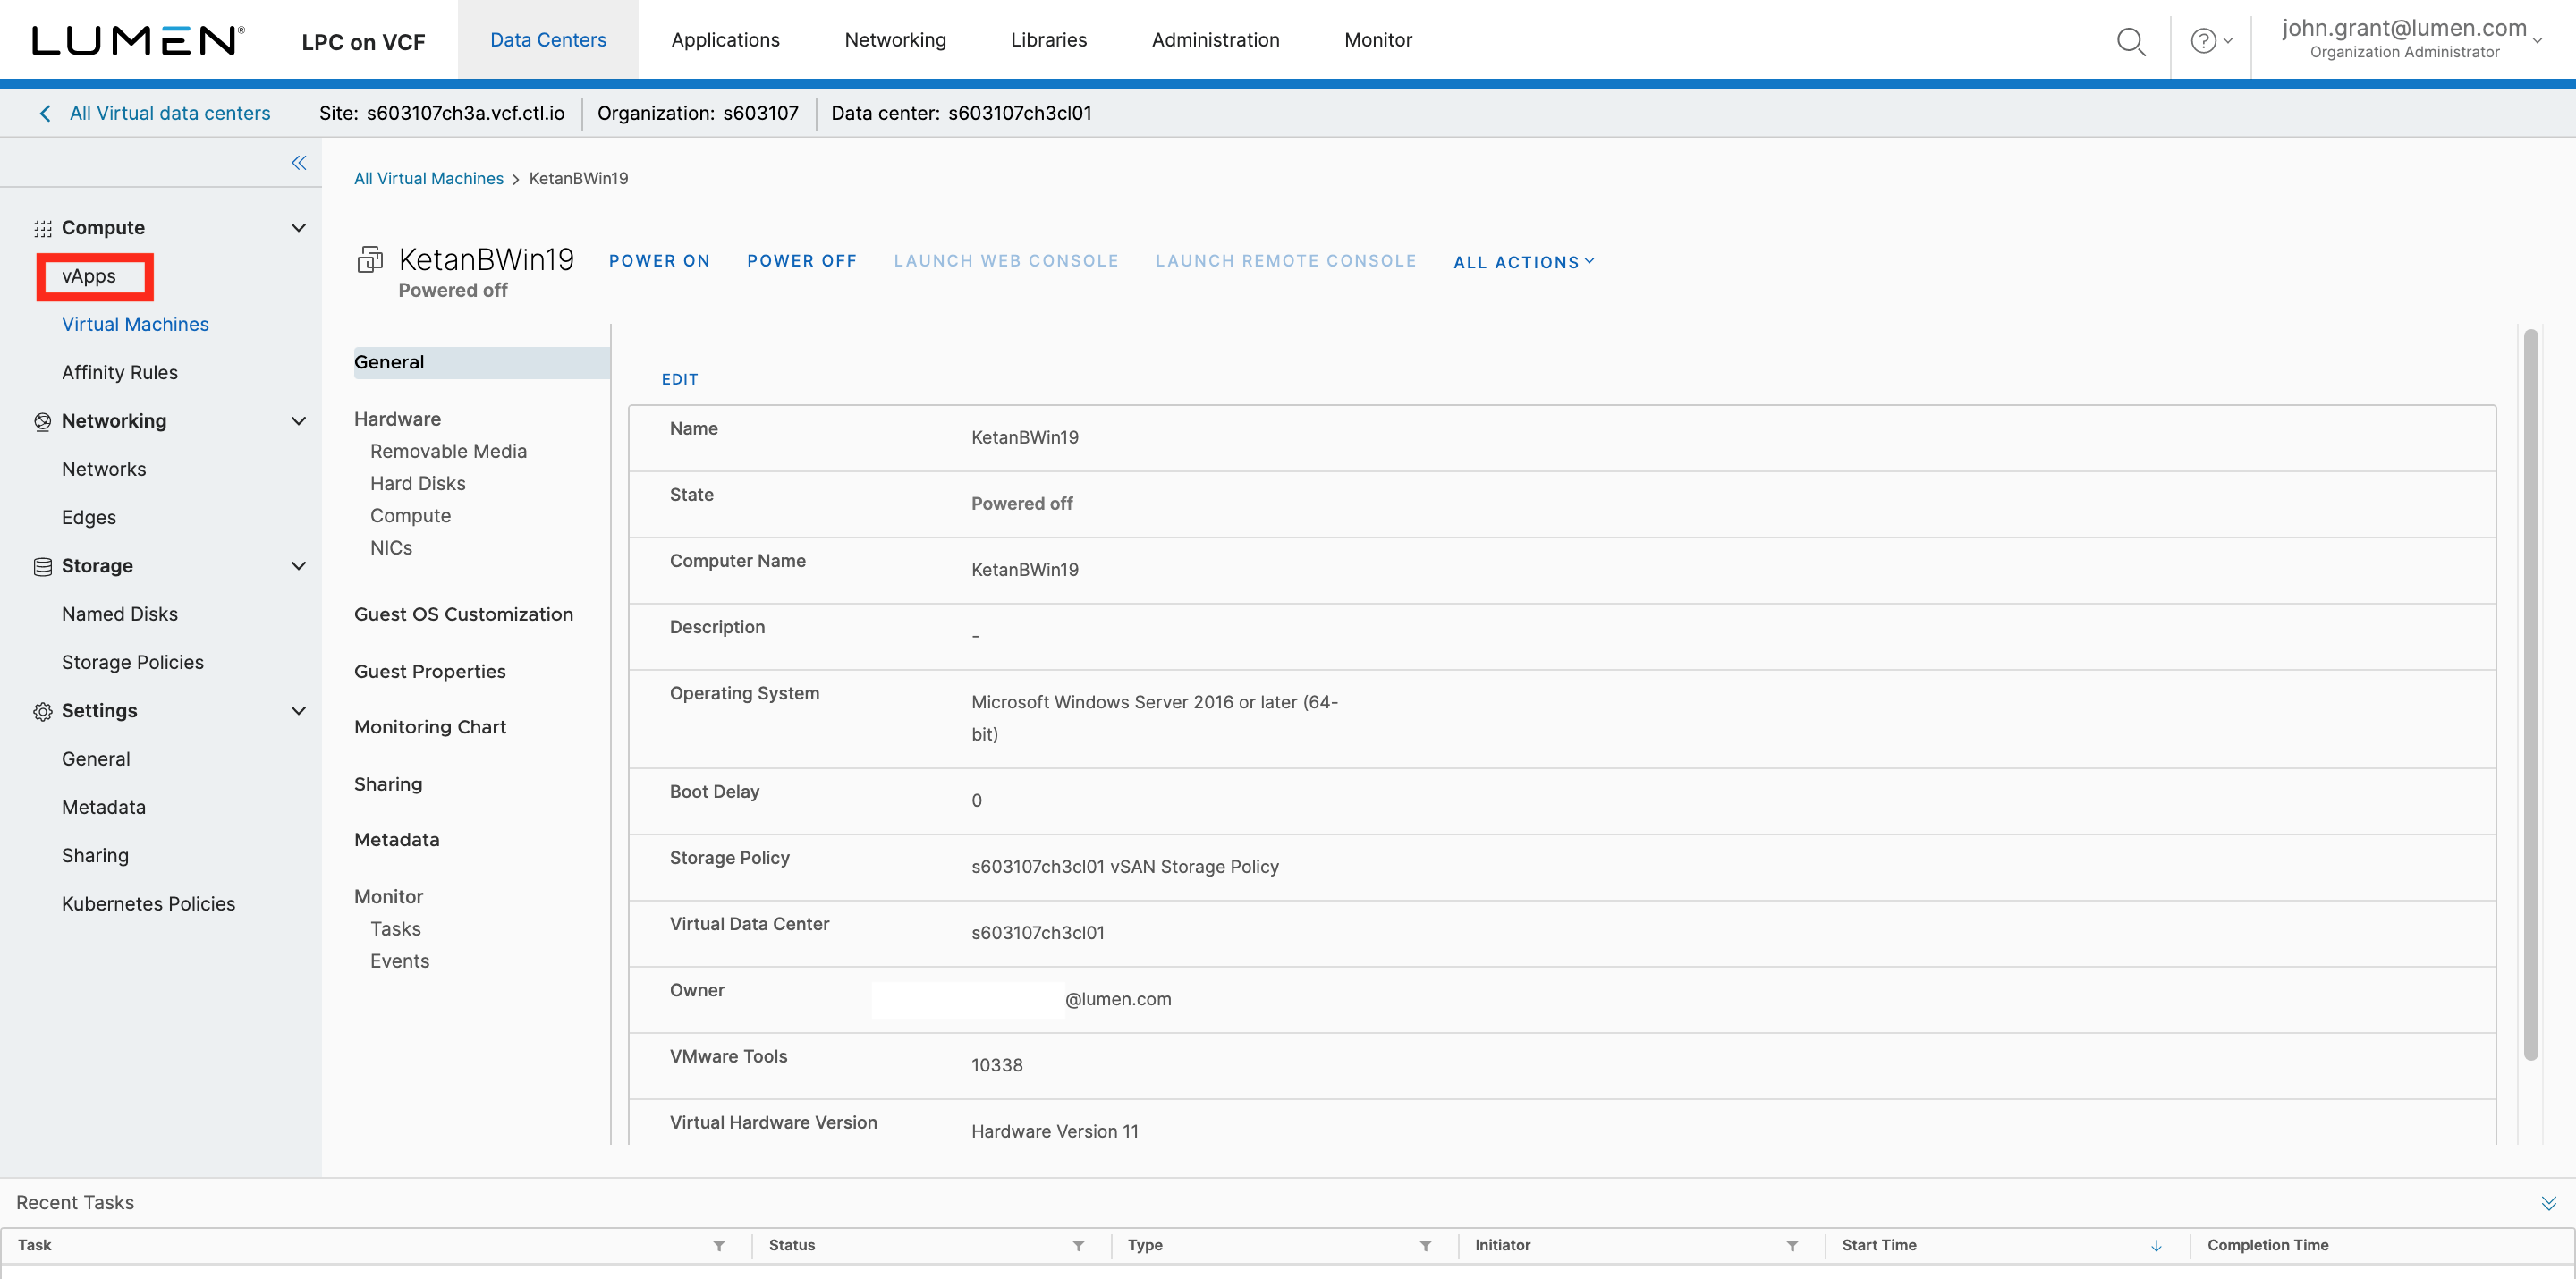 LUMEN® LPC on VCF Data Centers Applications Networking Libraries Administration Monitor john.grant@lumen.com
Organization Administrator
All Virtual data centers Site: s603107ch3a.vcf.ctl.io Organization: s603107 Data center: s603107ch3cl01
Compute
vApps
Virtual Machines
Affinity Rules
Networking
Networks
Edges
Storage
Named Disks
Storage Policies
Settings
General
Metadata
Sharing
Kubernetes Policies
All Virtual Machines > KetanBWin19
KetanBWin19 POWER ON POWER OFF LAUNCH WEB CONSOLE LAUNCH REMOTE CONSOLE ALL ACTIONS
Powered off
General
Hardware
Removable Media
Hard Disks
Compute
NICs
Guest OS Customization
Guest Properties
Monitoring Chart
Sharing
Metadata
Monitor
Tasks
Events
EDIT
Name KetanBWin19
State Powered off
Computer Name KetanBWin19
Description -
Operating System Microsoft Windows Server 2016 or later (64-
bit)
Boot Delay 0
Storage Policy s603107ch3cl01 vSAN Storage Policy
Virtual Data Center s603107ch3cl01
Owner @lumen.com
VMware Tools 10338
Virtual Hardware Version Hardware Version 11
Recent Tasks
Task Status Type Initiator Start Time Completion Time